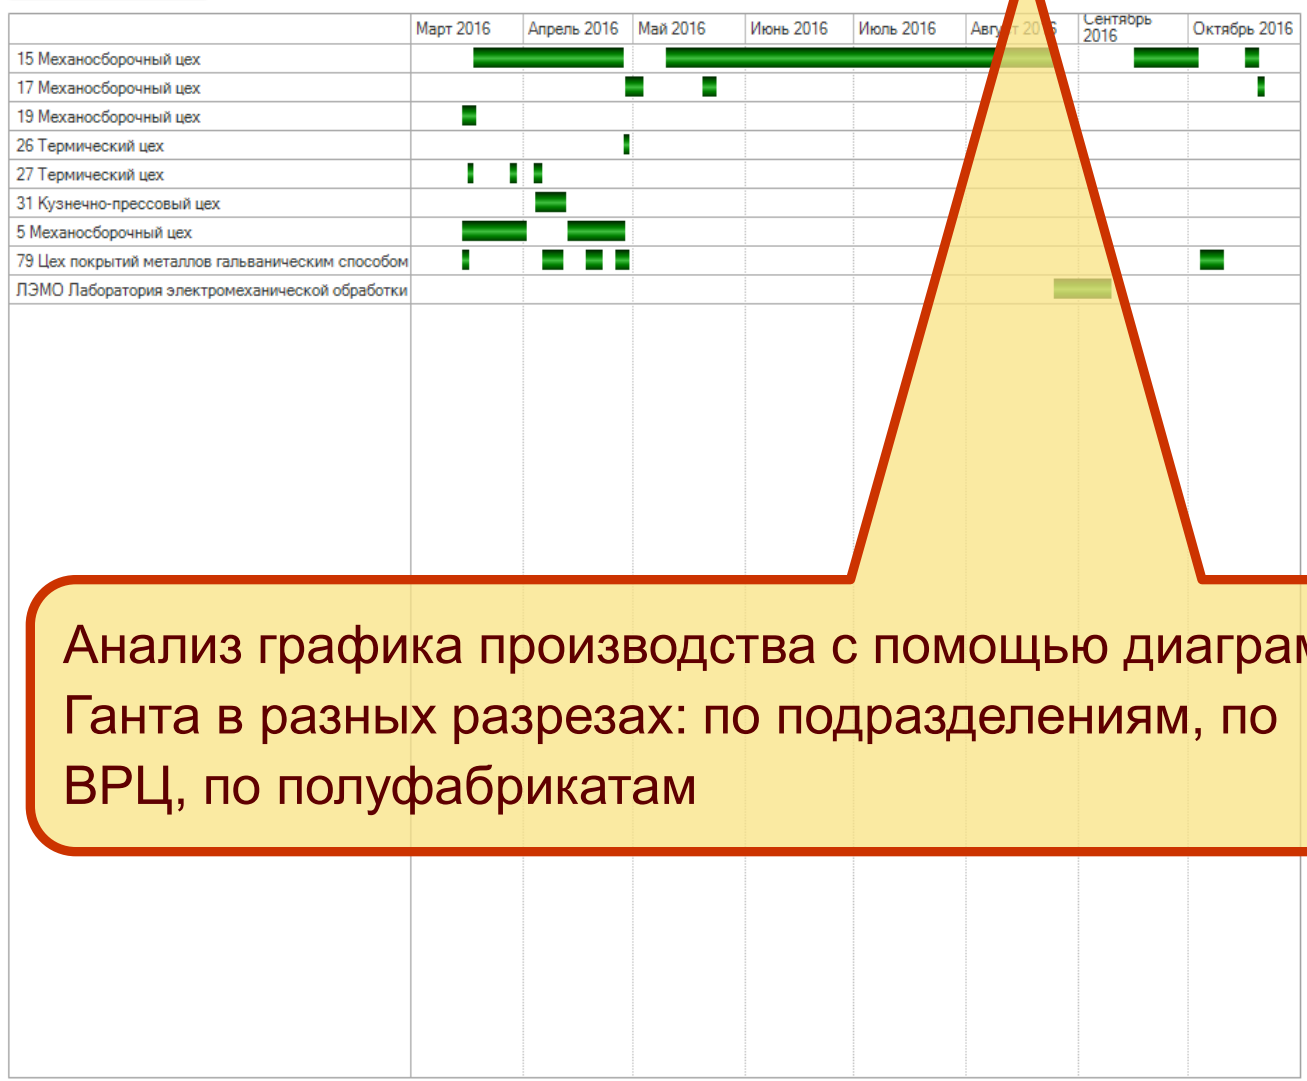 Март 2016 Апрель 2016 Май 2016 Июнь 2016 Июль 2016 Август 2016 Сентябрь 2016 Октябрь 2016
15 Механосборочный цех
17 Механосборочный цех
19 Механосборочный цех
26 Термический цех
27 Термический цех
31 Кузнечно-прессовый цех
5 Механосборочный цех
79 Цех покрытий металлов гальваническим способом
ЛЭМО Лаборатория электромеханической обработки
Анализ графика производства с помощью
Ганта в разных разрезах: по подразделениям, по
ВРЦ, по полуфабрикатам